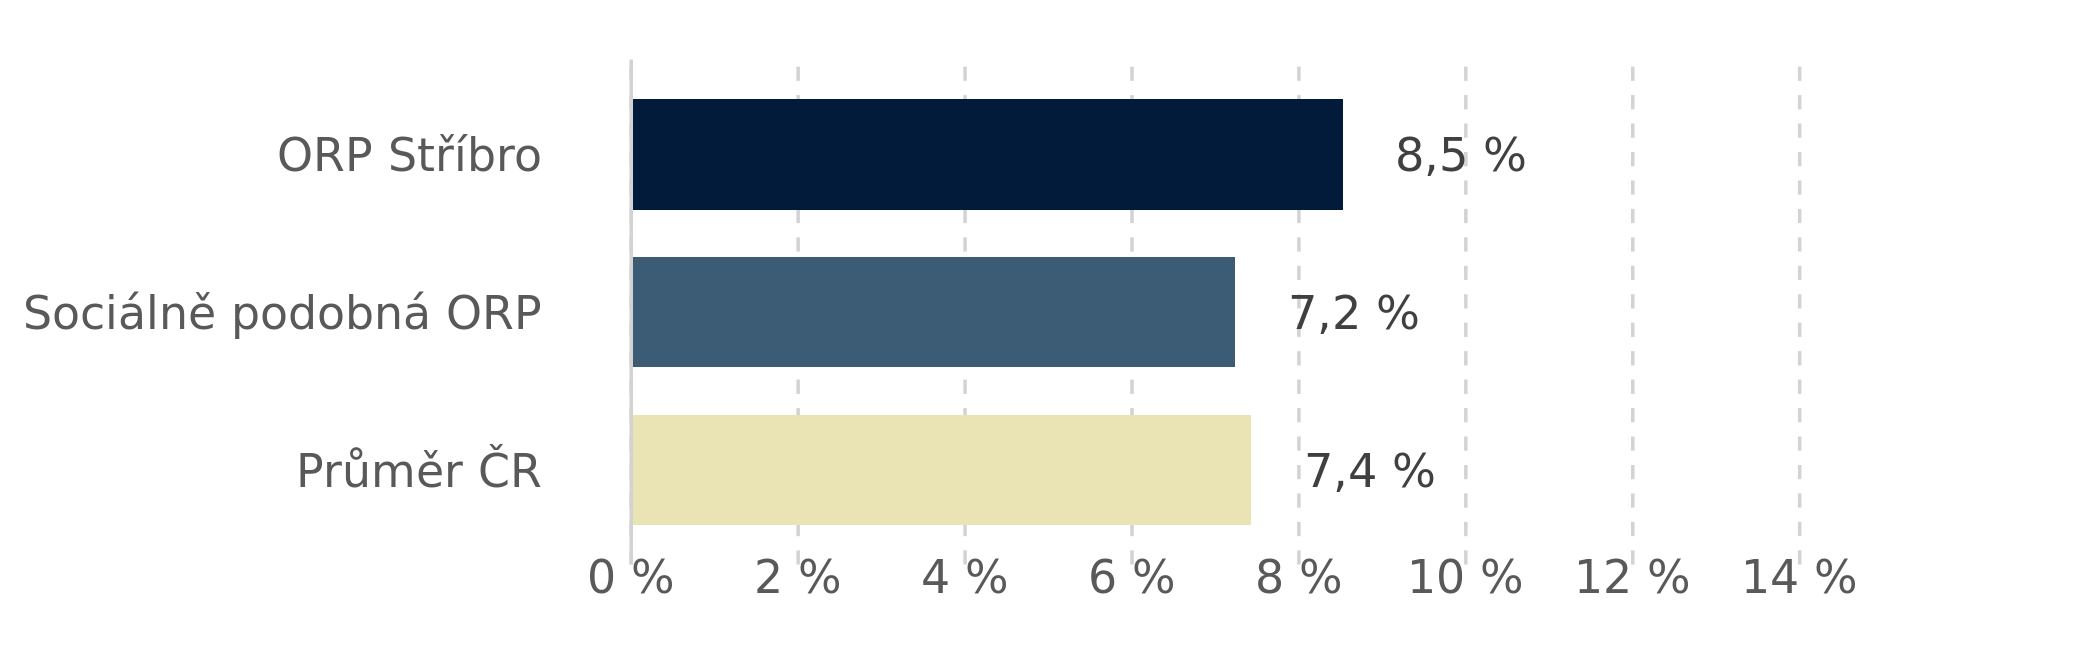 ORP Stříbro 8,5 %
Sociálně podobná ORP 7,2 %
Průměr ČR 7,4 %
0 % 2 % 4 % 6 % 8 % 10 % 12 % 14 %